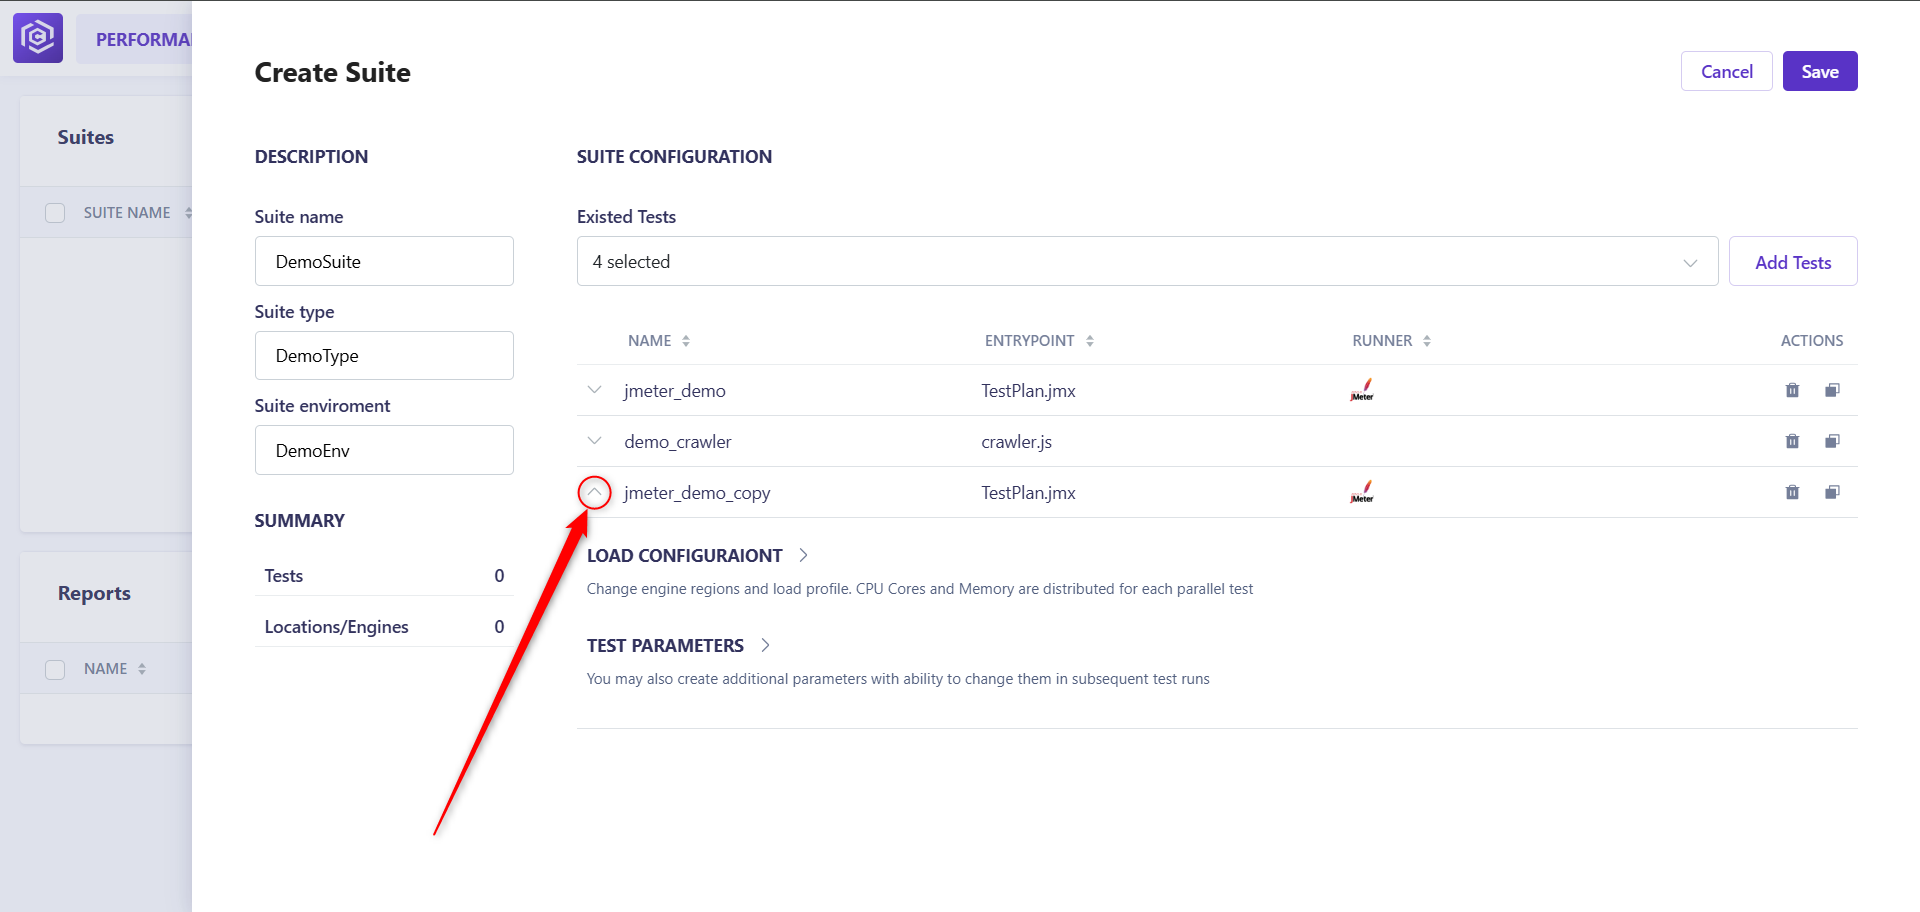 PERFORMA
Create Suite
Cancel
Save
Suites
SUITE NAME
DESCRIPTION
Suite name
DemoSuite
Suite type
DemoType
Suite enviroment
DemoEnv
SUMMARY
Tests 0
Locations/Engines 0
SUITE CONFIGURATION
Existed Tests
4 selected
Add Tests
NAME ENTRYPOINT RUNNER ACTIONS
jmeter_demo TestPlan.jmx JMeter
demo_crawler crawler.js
jmeter_demo_copy TestPlan.jmx JMeter
LOAD CONFIGURAIONT
Change engine regions and load profile. CPU Cores and Memory are distributed for each parallel test
TEST PARAMETERS
You may also create additional parameters with ability to change them in subsequent test runs
Reports
NAME